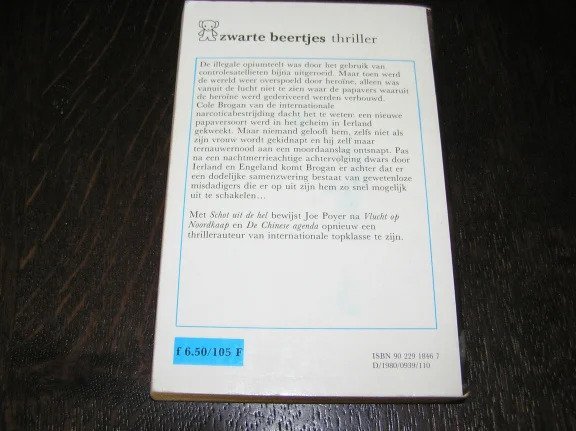 zwarte beertjes thriller
De illegale opiumteelt was door het gebruik van
controlesatellieten bijna uitgeroeid. Maar toen werd
de wereld weer overspoeld door heroïne, alleen was
vanuit de lucht niet te zien waar de papavers waaruit
de heroïne werd gederiveerd werden verbouwd.
Cole Brogan van de internationale
narcoticabestrijding dacht het te weten: een nieuwe
papaversoort werd in het geheim in Ierland
gekweekt. Maar niemand gelooft hem, zelfs niet als
zijn vrouw wordt gekidnapt en hij zelf maar
ternauwernood aan een moordaanslag ontsnapt. Pas
na een nachtmerrieachtige achtervolging dwars door
Ierland en Engeland komt Brogan er achter dat er
een dodelijke samenzwering bestaat van gewetenloze
misdadigers die er op uit zijn hem zo snel mogelijk
uit te schakelen...
Met Schot uit de hel bewijst Joe Poyer na Vlucht op
Noordkaap en De Chinese agenda opnieuw een
thrillerauteur van internationale topklasse te zijn.
f 6.50/105 F
ISBN 90 229 1846 7
D/1980/0939/110